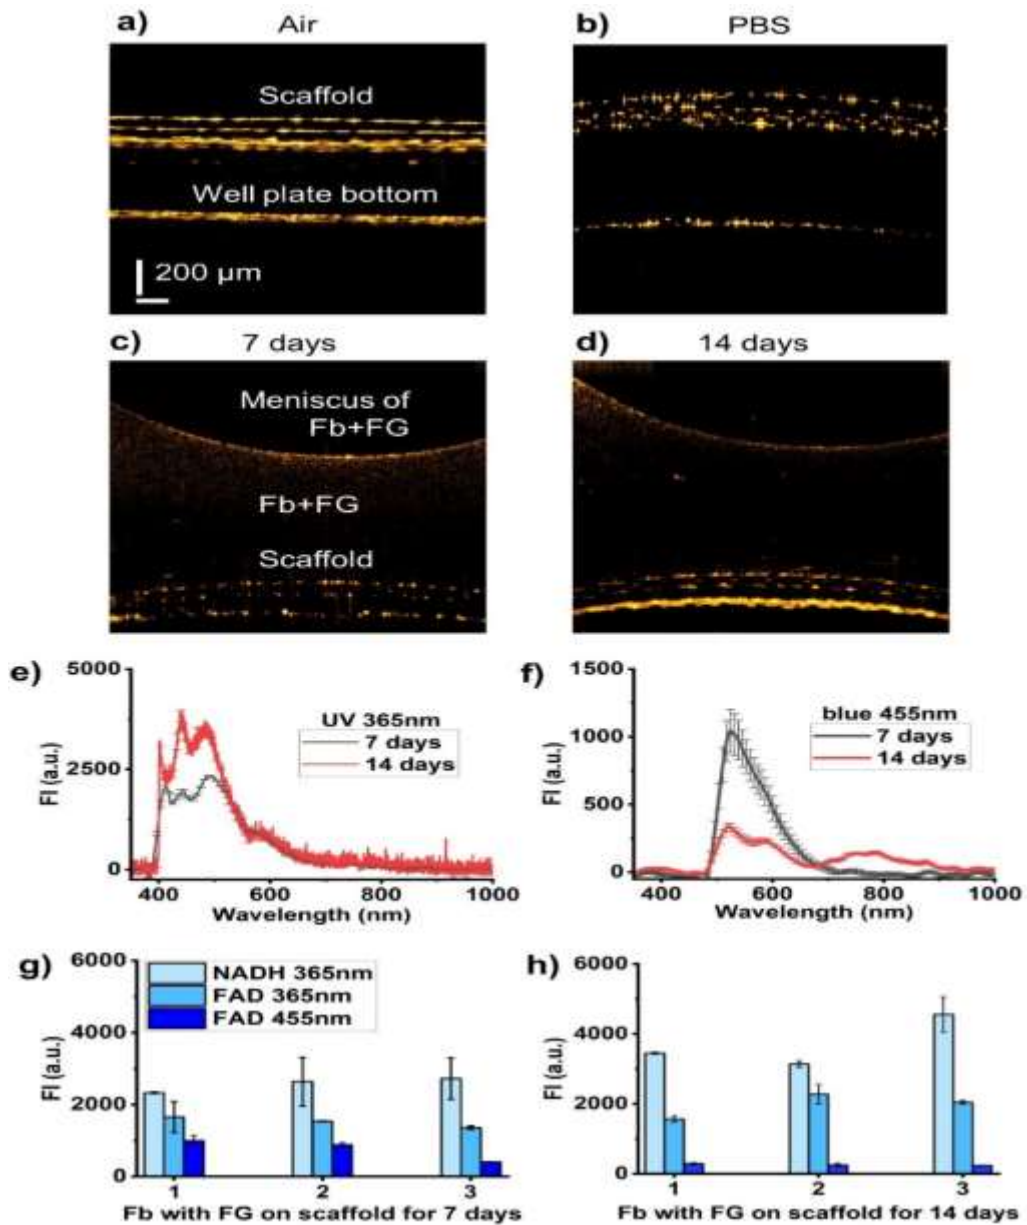 a) Air
b) PBS
Scaffold
Well plate bottom
200 μm
c) 7 days
d) 14 days
Meniscus of
Fb+FG
Fb+FG
Scaffold
e)
5000
2500
0
FI (a.u.)
UV 365nm
7 days
14 days
400 600 800 1000
Wavelength (nm)
f)
1500
1000
500
0
FI (a.u.)
blue 455nm
7 days
14 days
400 600 800 1000
Wavelength (nm)
g)
6000
4000
2000
0
FI (a.u.)
NADH 365nm
FAD 365nm
FAD 455nm
1 2 3
Fb with FG on scaffold for 7 days
h)
6000
4000
2000
0
FI (a.u.)
1 2 3
Fb with FG on scaffold for 14 days